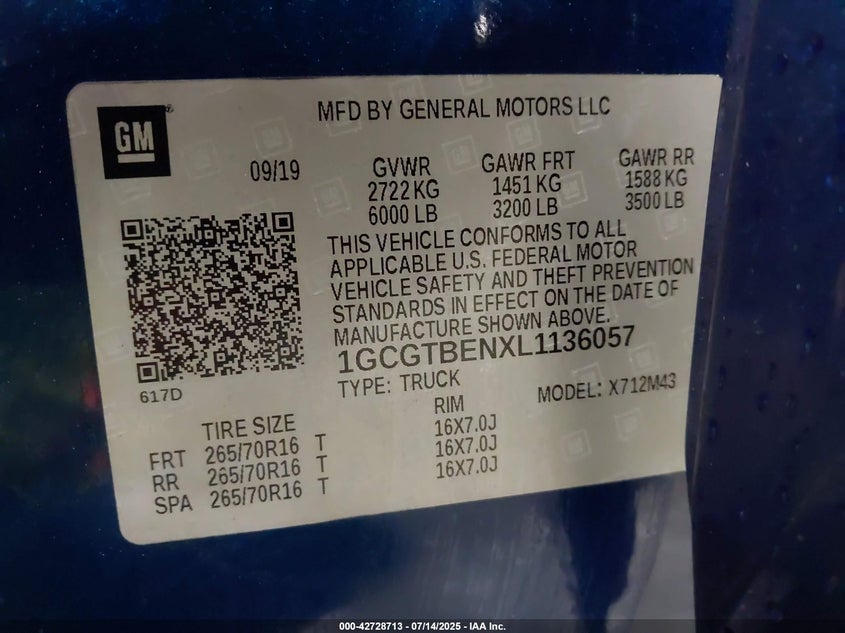 GM
MFD BY GENERAL MOTORS LLC
09/19
GVWR GAWR FRT GAWR RR
2722 KG 1451 KG 1588 KG
6000 LB 3200 LB 3500 LB
THIS VEHICLE CONFORMS TO ALL
APPLICABLE U.S. FEDERAL MOTOR
VEHICLE SAFETY AND THEFT PREVENTION
STANDARDS IN EFFECT ON THE DATE OF
MANUFACTURE SHOWN ABOVE.
1GCGTBENXL1136057
617D
TYPE: TRUCK MODEL: X712M43
TIRE SIZE RIM
FRT 265/70R16 T 16X7.0J
RR 265/70R16 T 16X7.0J
SPA 265/70R16 T 16X7.0J
000-42728713 - 07/14/2025 - IAA Inc.